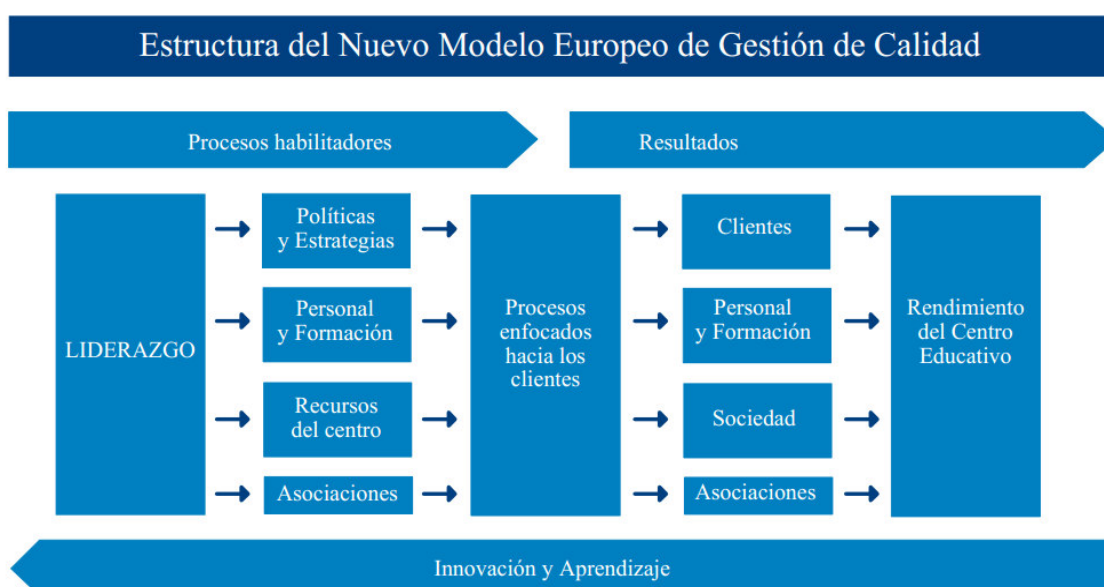 Estructura del Nuevo Modelo Europeo de Gestión de Calidad
Procesos habilitadores
Resultados
LIDERAZGO
Políticas
y Estrategias
Personal
y Formación
Recursos
del centro
Asociaciones
Procesos
enfocados
hacia los
clientes
Clientes
Personal
y Formación
Sociedad
Asociaciones
Rendimiento
del Centro
Educativo
Innovación y Aprendizaje